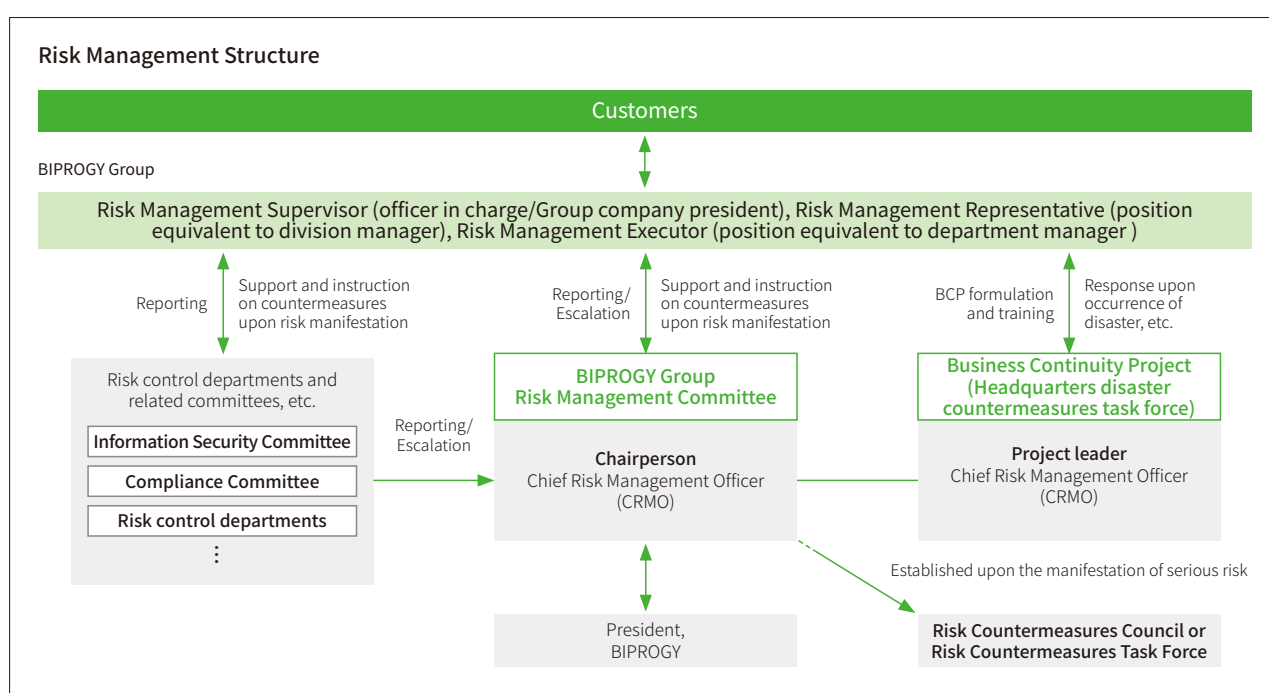 Risk Management Structure
Customers
BIPROGY Group
Risk Management Supervisor (officer in charge/Group company president), Risk Management Representative (position
equivalent to division manager), Risk Management Executor (position equivalent to department manager )
Reporting
Support and instruction
on countermeasures
upon risk manifestation
Reporting/
Escalation
Support and instruction
on countermeasures
upon risk manifestation
BCP formulation
and training
Response upon
occurrence of
disaster, etc.
Risk control departments and
related committees, etc.
Information Security Committee
Compliance Committee
Risk control departments
⋮
Reporting/
Escalation
BIPROGY Group
Risk Management Committee
Chairperson
Chief Risk Management Officer
(CRMO)
Business Continuity Project
(Headquarters disaster
countermeasures task force)
Project leader
Chief Risk Management Officer
(CRMO)
Established upon the manifestation of serious risk
President,
BIPROGY
Risk Countermeasures Council or
Risk Countermeasures Task Force